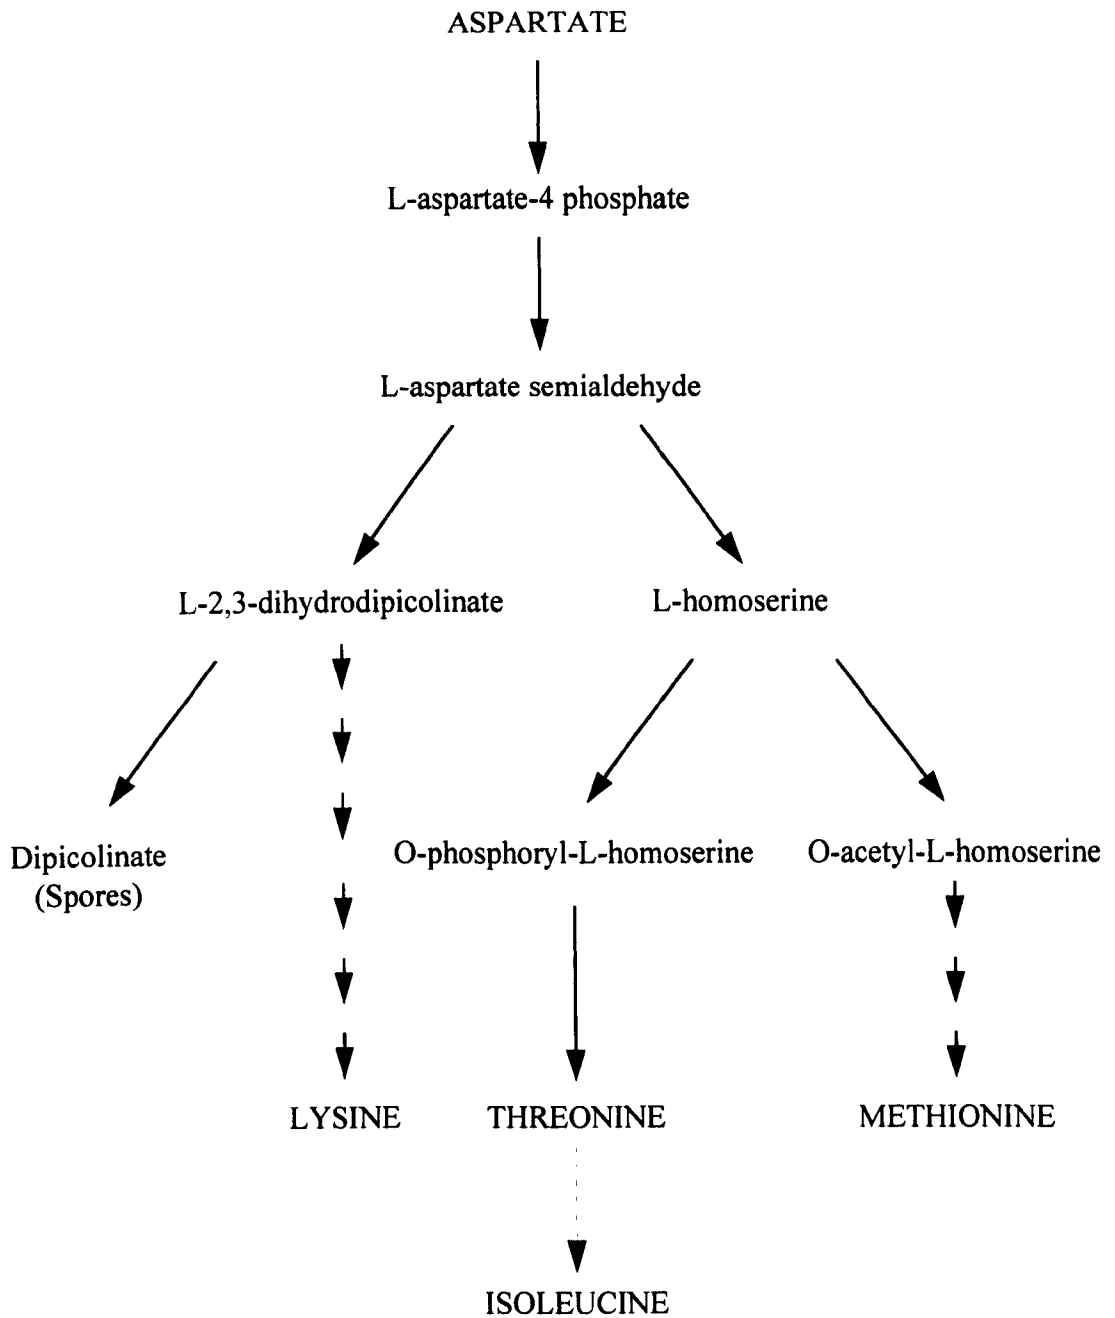 ASPARTATE
L-aspartate-4 phosphate
L-aspartate semialdehyde
L-2,3-dihydrodipicolinate
L-homoserine
Dipicolinate
(Spores)
O-phosphoryl-L-homoserine
O-acetyl-L-homoserine
LYSINE
THREONINE
METHIONINE
ISOLEUCINE